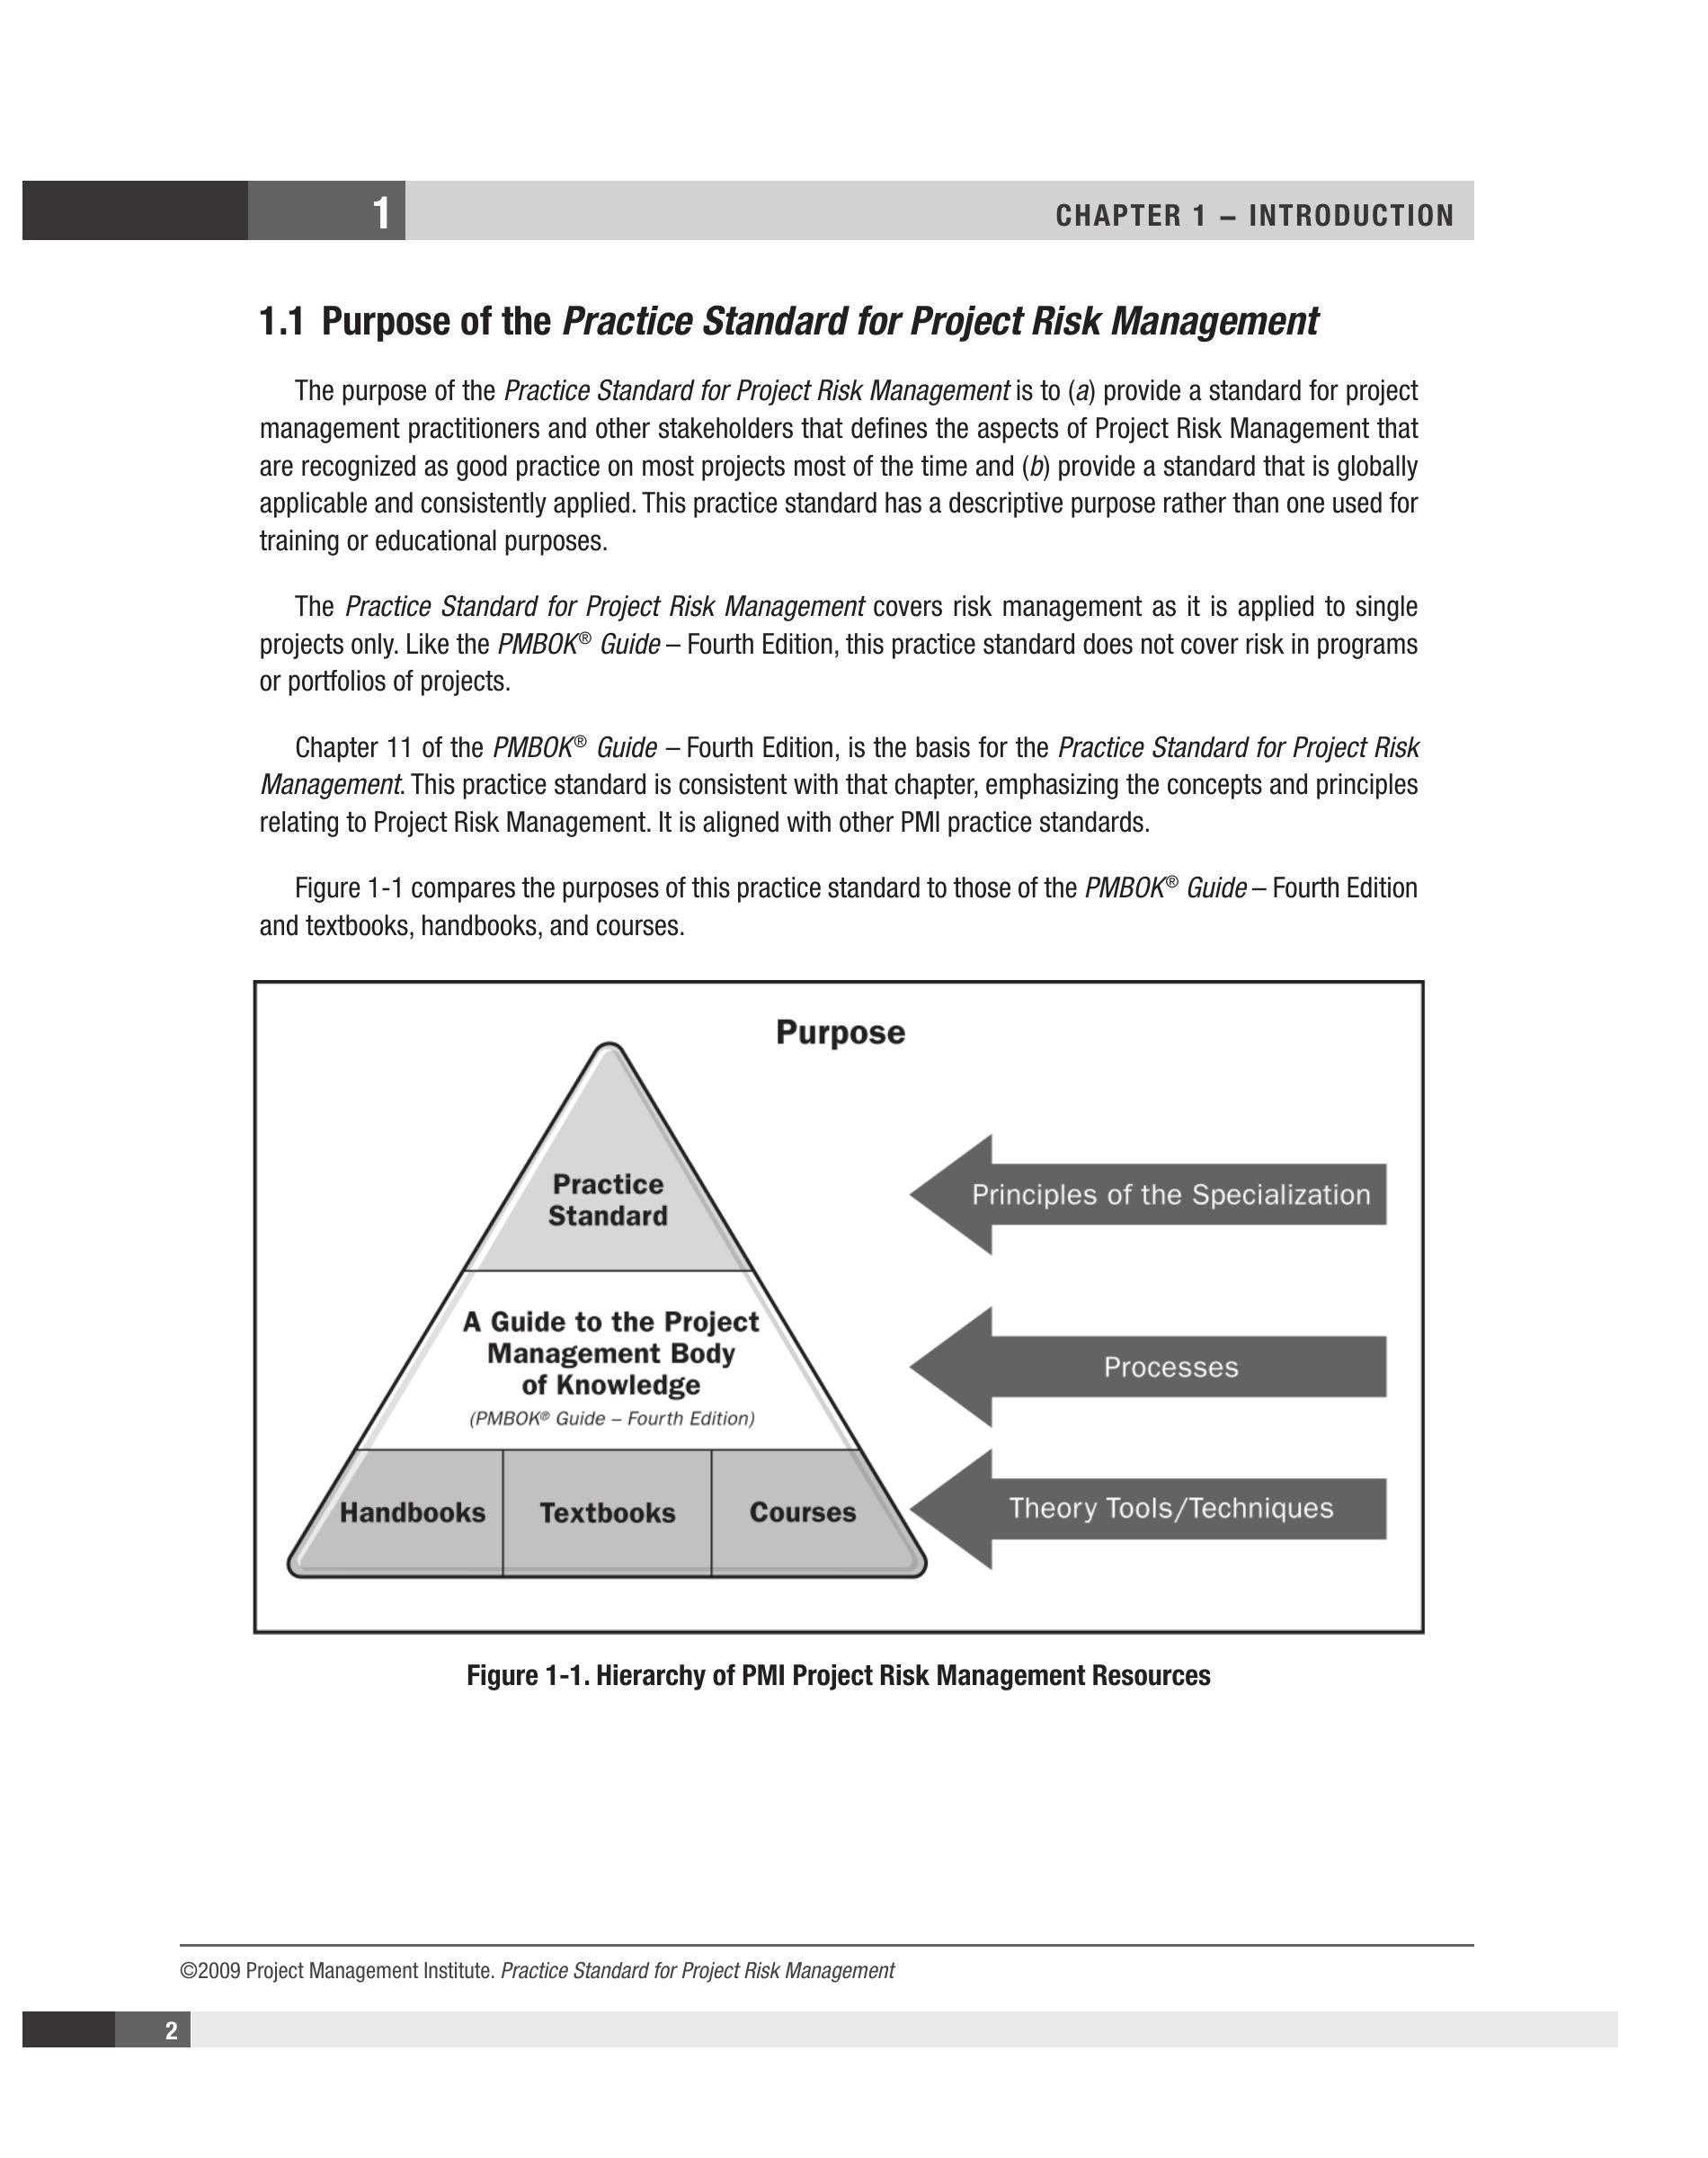 1
CHAPTER 1 – INTRODUCTION
1.1 Purpose of the Practice Standard for Project Risk Management
The purpose of the Practice Standard for Project Risk Management is to (a) provide a standard for project
management practitioners and other stakeholders that defines the aspects of Project Risk Management that
are recognized as good practice on most projects most of the time and (b) provide a standard that is globally
applicable and consistently applied. This practice standard has a descriptive purpose rather than one used for
training or educational purposes.
The Practice Standard for Project Risk Management covers risk management as it is applied to single
projects only. Like the PMBOK® Guide – Fourth Edition, this practice standard does not cover risk in programs
or portfolios of projects.
Chapter 11 of the PMBOK® Guide – Fourth Edition, is the basis for the Practice Standard for Project Risk
Management. This practice standard is consistent with that chapter, emphasizing the concepts and principles
relating to Project Risk Management. It is aligned with other PMI practice standards.
Figure 1-1 compares the purposes of this practice standard to those of the PMBOK® Guide – Fourth Edition
and textbooks, handbooks, and courses.
Purpose
Practice
Standard
Principles of the Specialization
A Guide to the Project
Management Body
of Knowledge
(PMBOK® Guide – Fourth Edition)
Processes
Handbooks
Textbooks
Courses
Theory Tools/Techniques
Figure 1-1. Hierarchy of PMI Project Risk Management Resources
©2009 Project Management Institute. Practice Standard for Project Risk Management
2